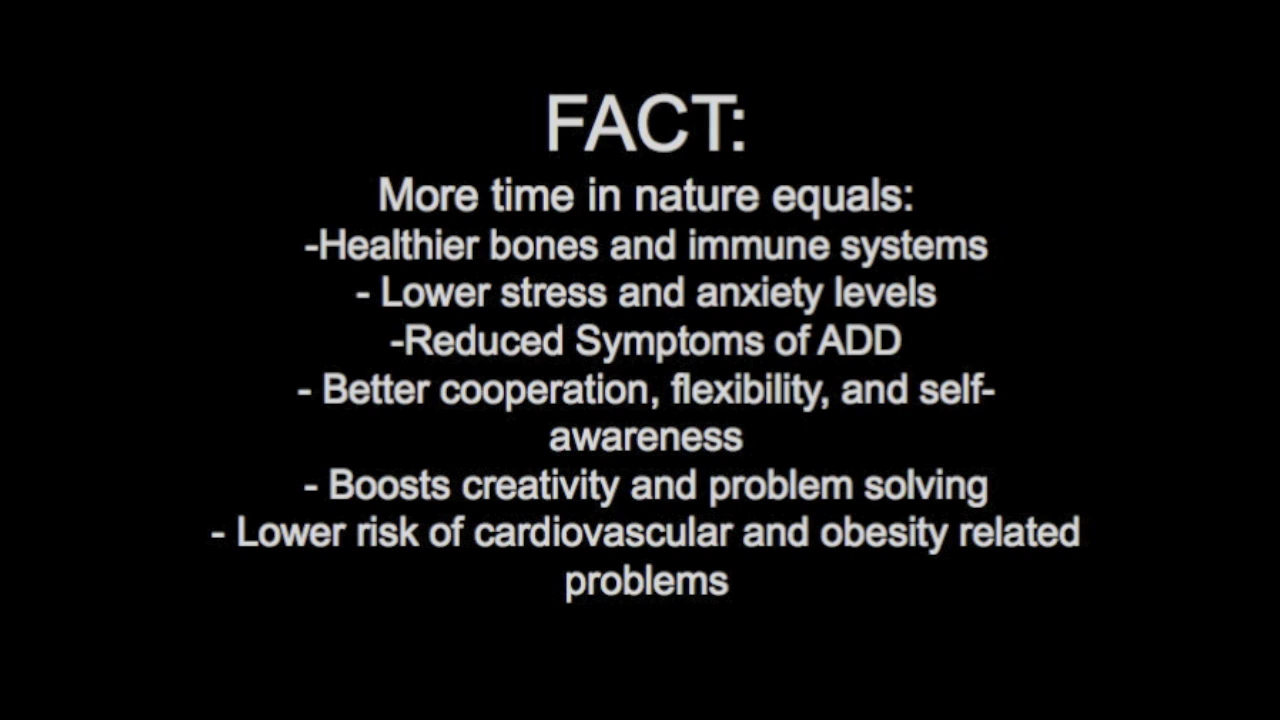 FACT:
More time in nature equals:
-Healthier bones and immune systems
- Lower stress and anxiety levels
-Reduced Symptoms of ADD
- Better cooperation, flexibility, and self-
awareness
- Boosts creativity and problem solving
- Lower risk of cardiovascular and obesity related
problems